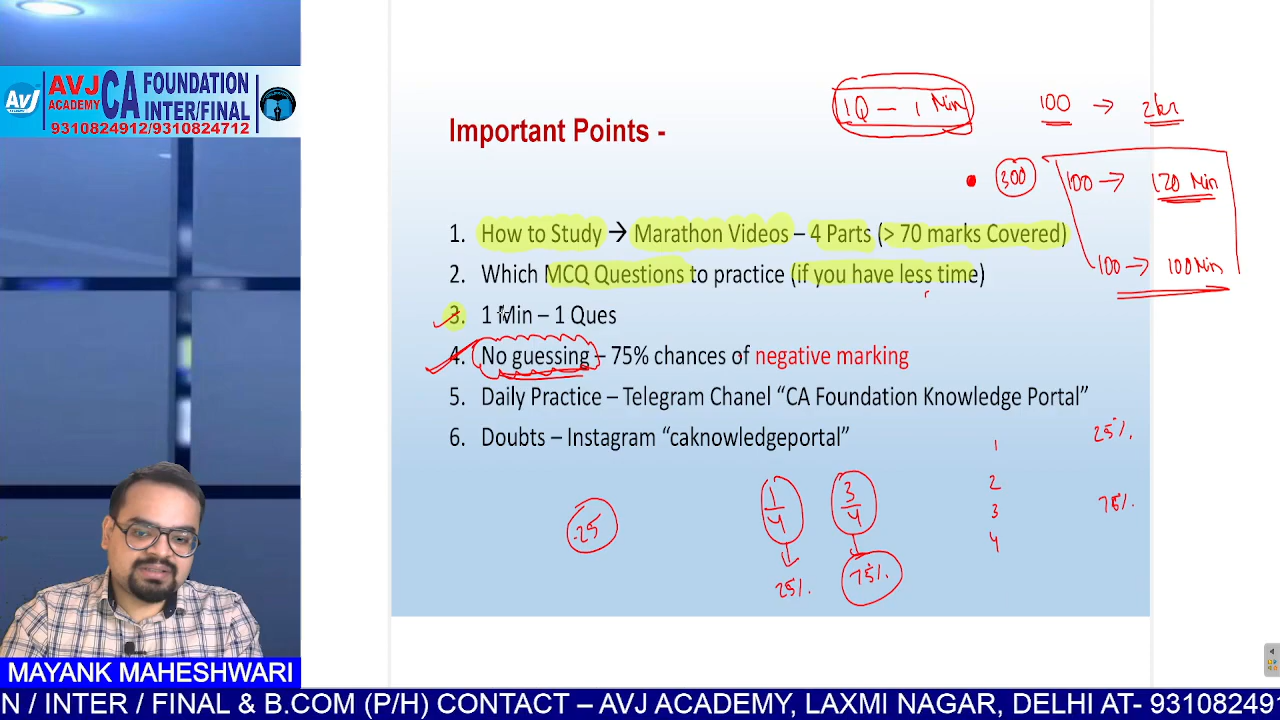 AVJ
ACADEMY
CA
FOUNDATION
INTER/FINAL
9310824912/9310824712
1Q – 1 Min
100 → 2hr
Important Points -
300
100 → 120 Min
1. How to Study → Marathon Videos – 4 Parts (> 70 marks Covered)
100 → 100 Min
2. Which MCQ Questions to practice (if you have less time)
3. 1 Min – 1 Ques
4. No guessing – 75% chances of negative marking
5. Daily Practice – Telegram Chanel “CA Foundation Knowledge Portal”
6. Doubts – Instagram “caknowledgeportal”
1
25%.
2
3
75%.
4
.25
1/4
3/4
25%.
75%.
MAYANK MAHESHWARI
N / INTER / FINAL & B.COM (P/H) CONTACT – AVJ ACADEMY, LAXMI NAGAR, DELHI AT- 93108249